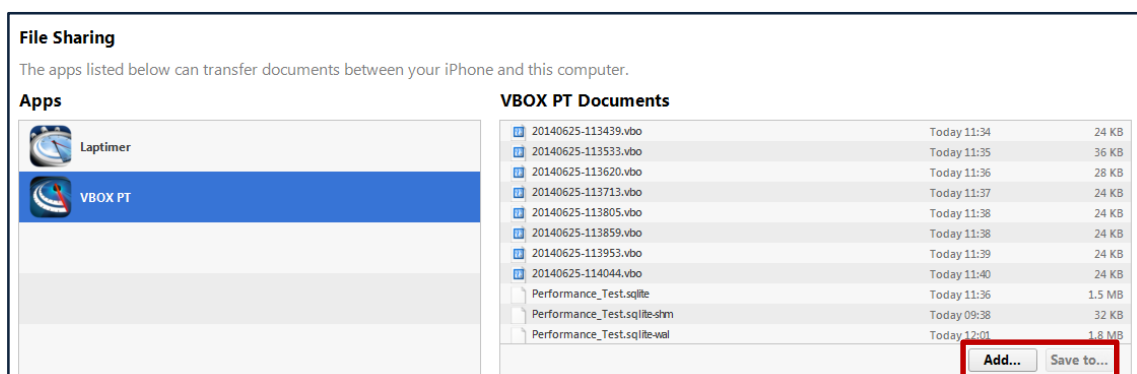 File Sharing
The apps listed below can transfer documents between your iPhone and this computer.
Apps
Laptimer
VBOX PT
VBOX PT Documents
20140625-113439.vbo Today 11:34 24 KB
20140625-113533.vbo Today 11:35 36 KB
20140625-113620.vbo Today 11:36 28 KB
20140625-113713.vbo Today 11:37 24 KB
20140625-113805.vbo Today 11:38 24 KB
20140625-113859.vbo Today 11:38 24 KB
20140625-113953.vbo Today 11:39 24 KB
20140625-114044.vbo Today 11:40 24 KB
Performance_Test.sqlite Today 11:36 1.5 MB
Performance_Test.sqlite-shm Today 09:38 32 KB
Performance_Test.sqlite-wal Today 12:01 1.8 MB
Add... Save to...